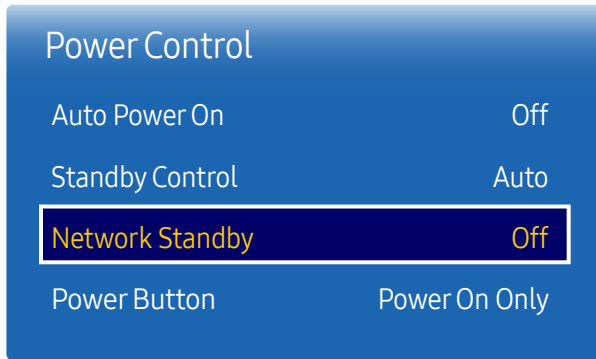 Power Control
Auto Power On Off
Standby Control Auto
Network Standby Off
Power Button Power On Only